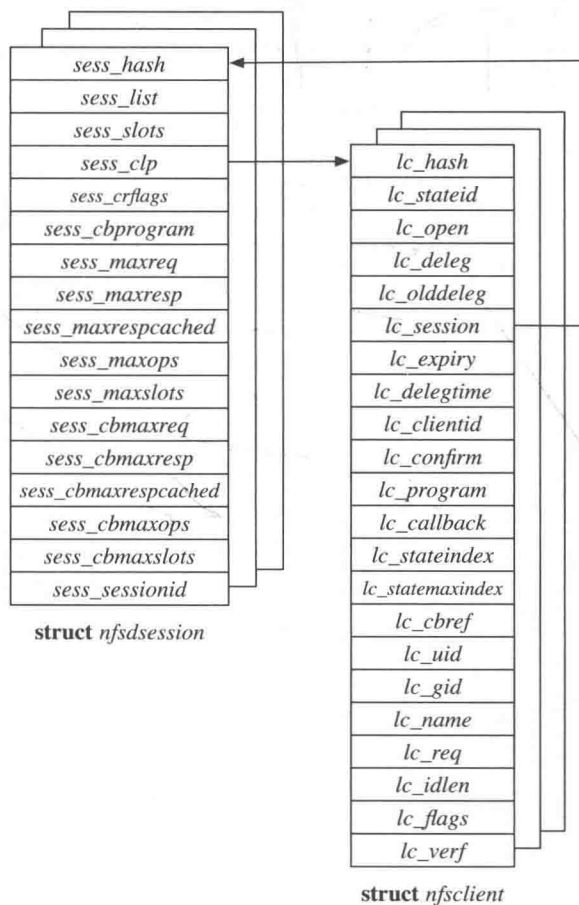 sess_hash
sess_list
sess_slots
sess_clp
sess_crflags
sess_cbprogram
sess_maxreq
sess_maxresp
sess_maxrespcached
sess_maxops
sess_maxslots
sess_cbmaxreq
sess_cbmaxresp
sess_cbmaxrespcached
sess_cbmaxops
sess_cbmaxslots
sess_sessionid
struct nfsdsession
lc_hash
lc_stateid
lc_open
lc_deleg
lc_olddeleg
lc_session
lc_expiry
lc_delegtime
lc_clientid
lc_confirm
lc_program
lc_callback
lc_stateindex
lc_statemaxindex
lc_cbref
lc_uid
lc_gid
lc_name
lc_req
lc_idlen
lc_flags
lc_verf
struct nfsclient